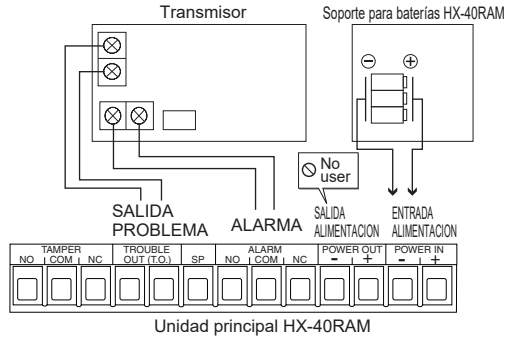 Transmisor
Soporte para baterías HX-40RAM
No
user
SALIDA
PROBLEMA
ALARMA
SALIDA
ALIMENTACION
ENTRADA
ALIMENTACION
TAMPER
NO COM NC
TROUBLE
OUT (T.O.)
SP
ALARM
NO COM NC
POWER OUT
- +
POWER IN
- +
Unidad principal HX-40RAM